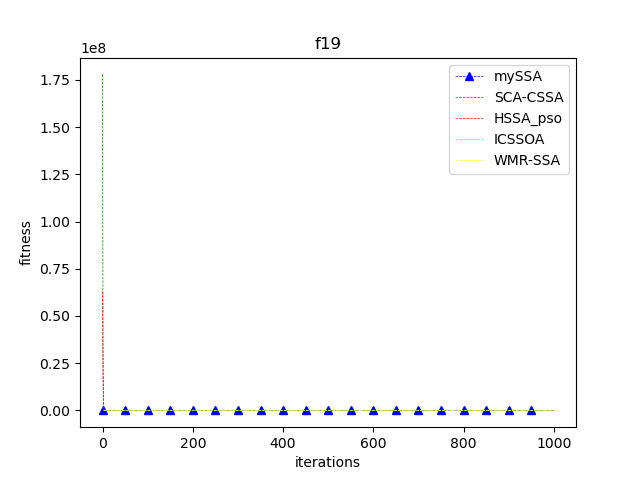 f19
1e8
1.75
1.50
1.25
1.00
0.75
0.50
0.25
0.00
fitness
0 200 400 600 800 1000
iterations
mySSA
SCA-CSSA
HSSA_pso
ICSSOA
WMR-SSA